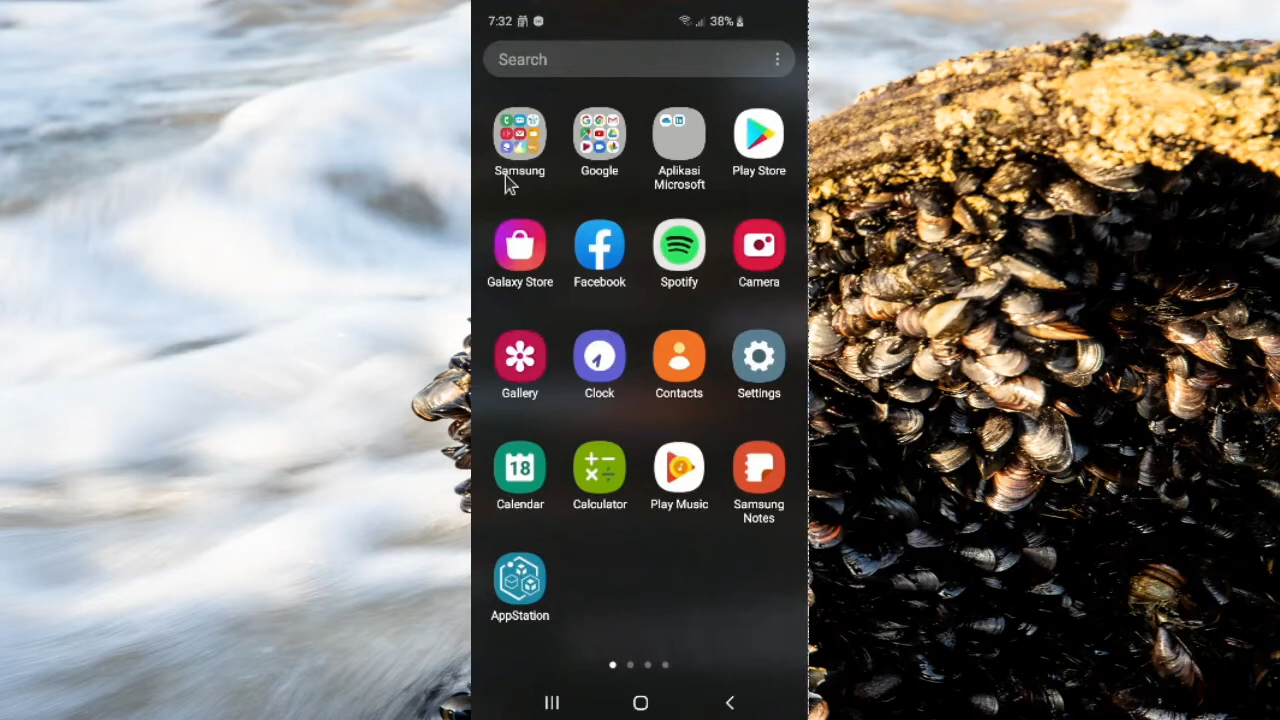 7:32 38%
Search
Samsung Google Aplikasi Microsoft Play Store
Galaxy Store Facebook Spotify Camera
Gallery Clock Contacts Settings
18
Calendar Calculator Play Music Samsung Notes
AppStation